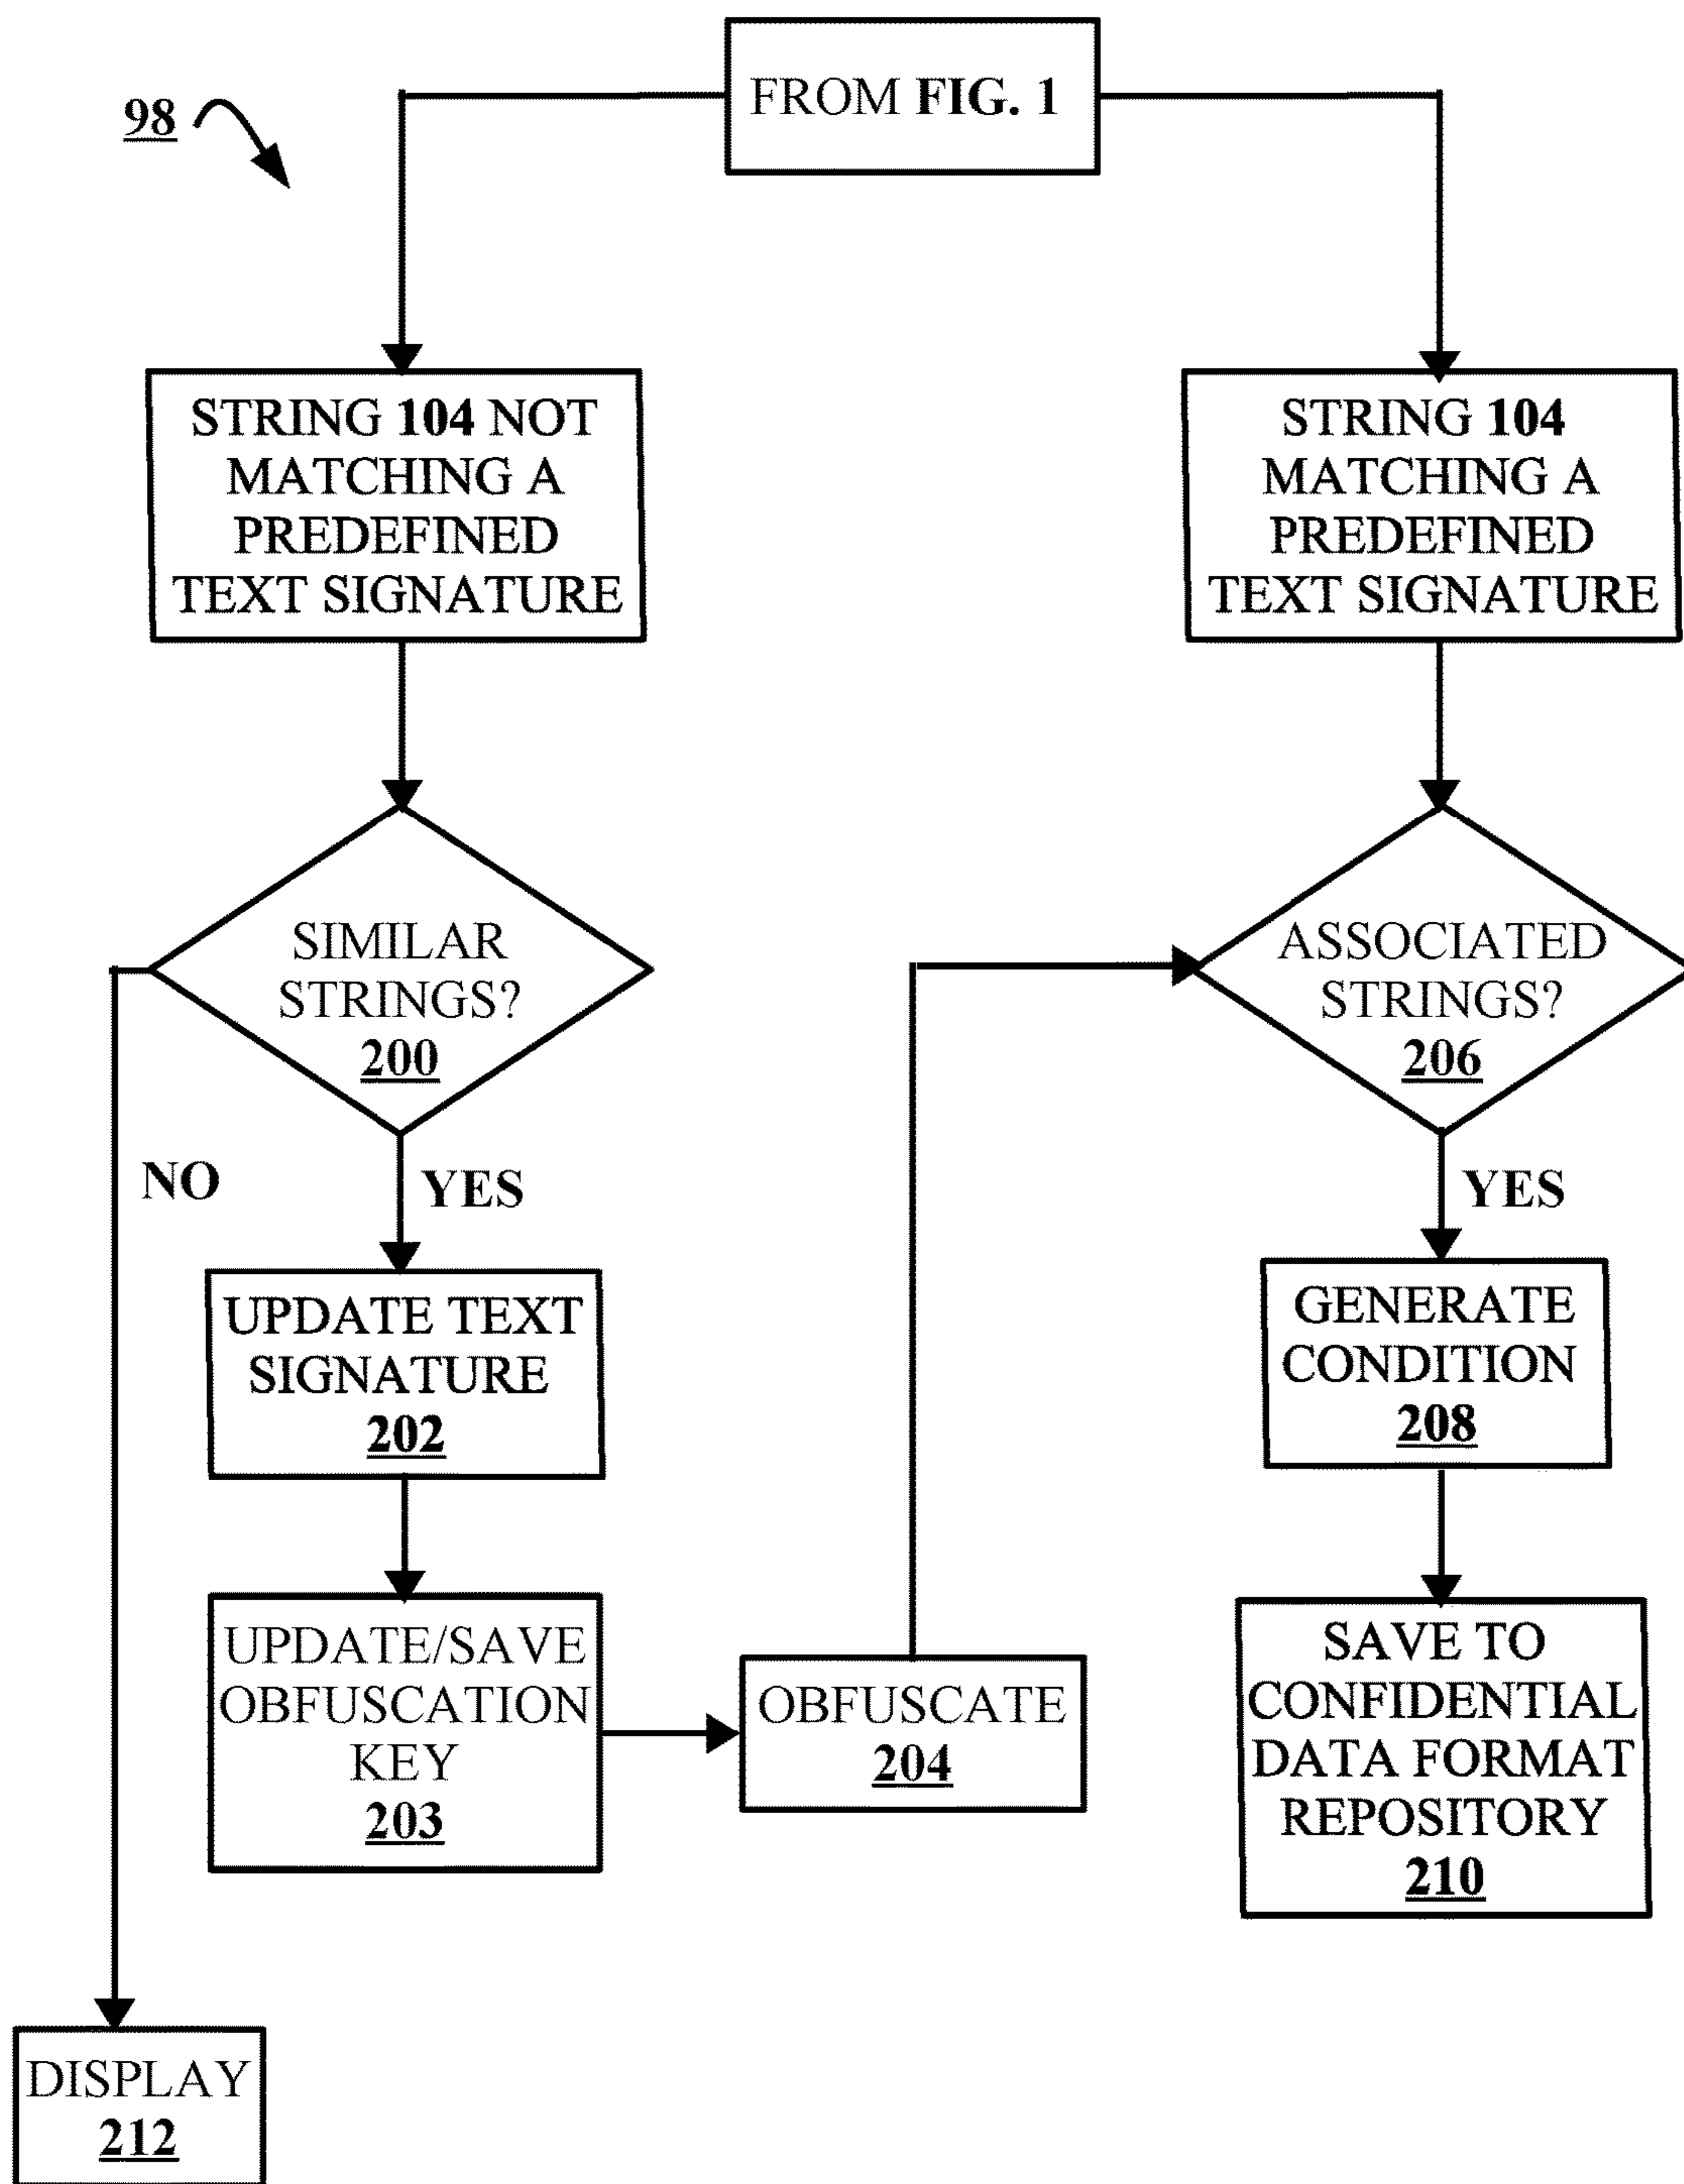 FROM FIG. 1
98
STRING 104 NOT
MATCHING A
PREDEFINED
TEXT SIGNATURE
STRING 104
MATCHING A
PREDEFINED
TEXT SIGNATURE
SIMILAR
STRINGS?
200
ASSOCIATED
STRINGS?
206
NO
YES
YES
UPDATE TEXT
SIGNATURE
202
GENERATE
CONDITION
208
UPDATE/SAVE
OBFUSCATION
KEY
203
OBFUSCATE
204
SAVE TO
CONFIDENTIAL
DATA FORMAT
REPOSITORY
210
DISPLAY
212